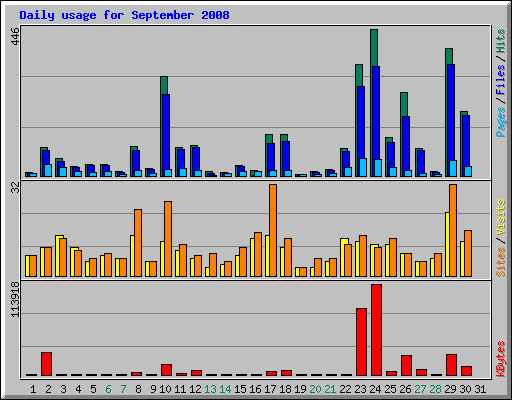 Daily usage for September 2008
446
Pages / Files / Hits
32
Sites / Visits
113918
KBytes
1 2 3 4 5 6 7 8 9 10 11 12 13 14 15 16 17 18 19 20 21 22 23 24 25 26 27 28 29 30 31